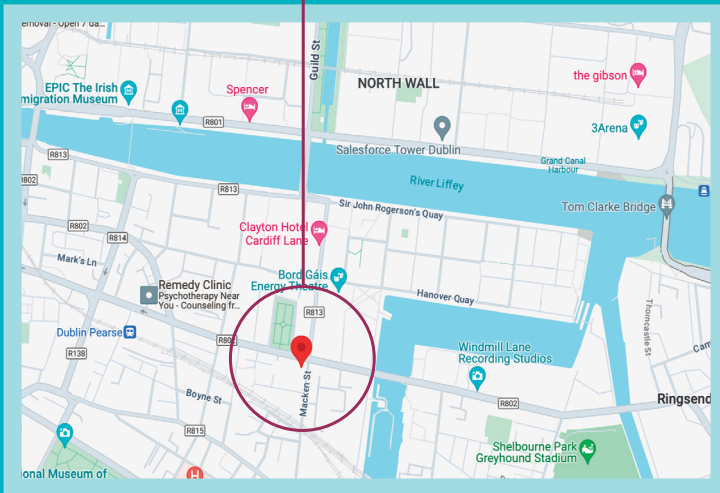 Open 7 da...
Guild St
NORTH WALL
the gibson
EPIC The Irish
migration Museum
Spencer
R801
3Arena
Salesforce Tower Dublin
R813
Grand Canal
Harbour
R802
River Liffey
R813
Sir John Rogerson's Quay
Tom Clarke Bridge
R802
R814
Clayton Hotel
Cardiff Lane
Mark's Ln
Bord Gáis
Energy Theatre
Remedy Clinic
Psychotherapy Near
You - Counseling fr...
Hanover Quay
R813
Thorncastle St
Dublin Pearse
R802
Windmill Lane
Recording Studios
R138
Cam
Macken St
Boyne St
R802
Ringsend
R815
Shelbourne Park
Greyhound Stadium
ional Museum of
H